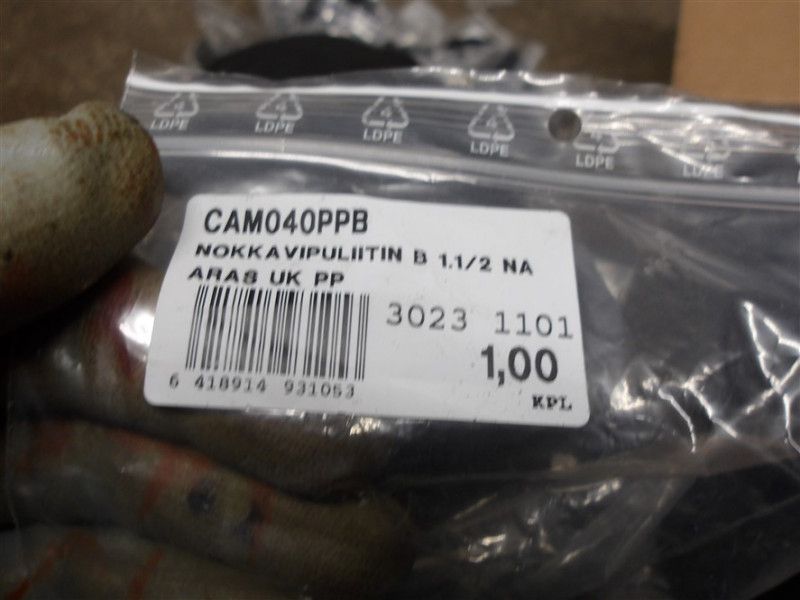 4 LDPE 4 LDPE 4 LDPE 4 LDPE 4 LDPE LDPE
CAM040PPB
NOKKAVIPULIITIN B 1.1/2 NA
ARAS UK PP
3023 1101
1,00
6 418914 931053
KPL